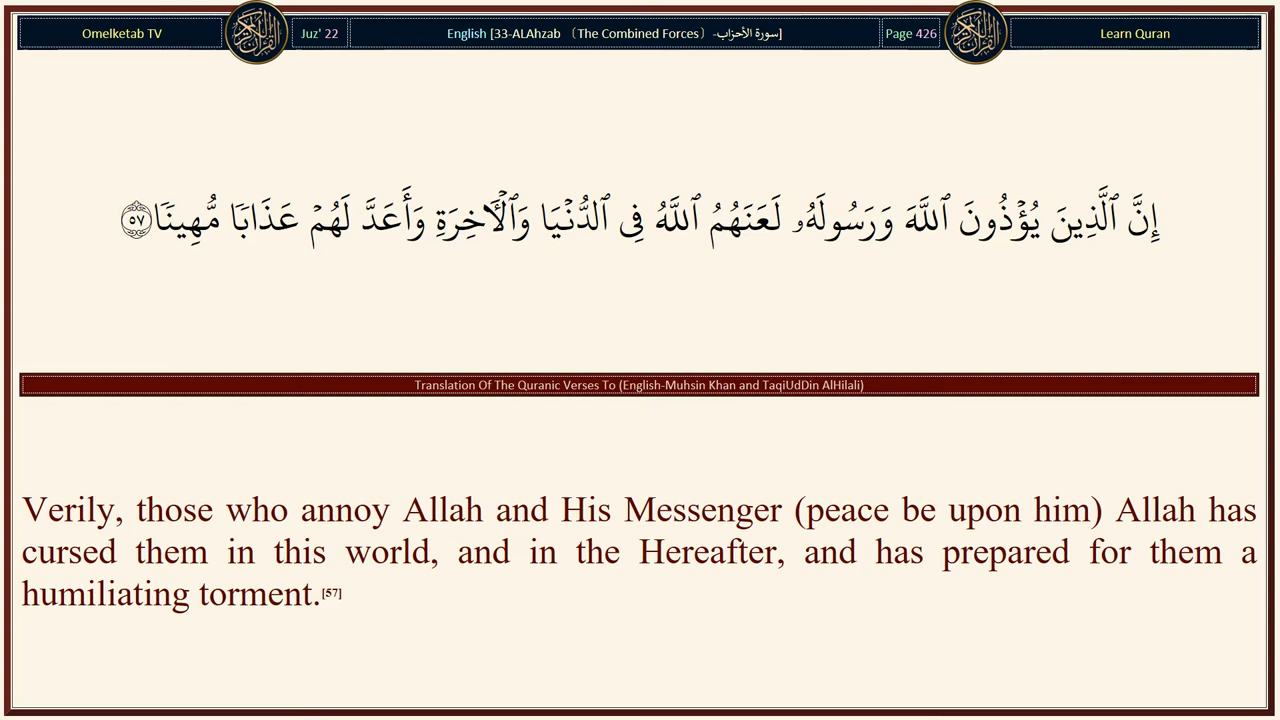 Omelketab TV
Juz' 22
English [33-ALAhzab (The Combined Forces) -سورة الأحزاب]
Page 426
Learn Quran
إِنَّ ٱلَّذِينَ يُؤۡذُونَ ٱللَّهَ وَرَسُولَهُۥ لَعَنَهُمُ ٱللَّهُ فِي ٱلدُّنۡيَا وَٱلۡأٓخِرَةِ وَأَعَدَّ لَهُمۡ عَذَابٗا مُّهِينٗا ٥٧
Translation Of The Quranic Verses To (English-Muhsin Khan and TaqiUdDin AlHilali)
Verily, those who annoy Allah and His Messenger (peace be upon him) Allah has
cursed them in this world, and in the Hereafter, and has prepared for them a
humiliating torment.[57]